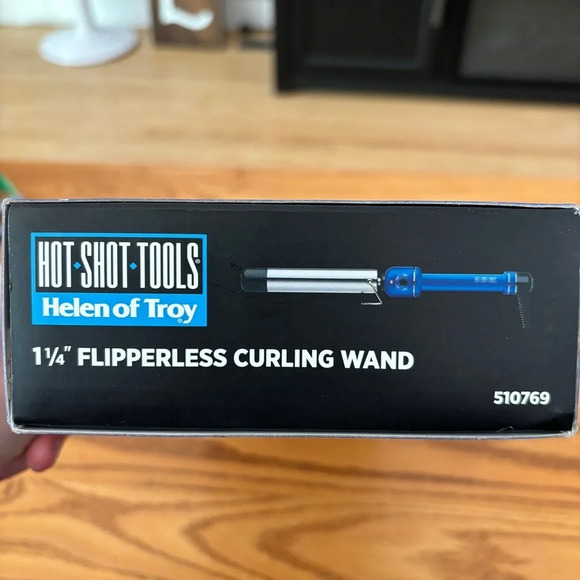 HOT·SHOT·TOOLS®
Helen of Troy®
1¼" FLIPPERLESS CURLING WAND
510769